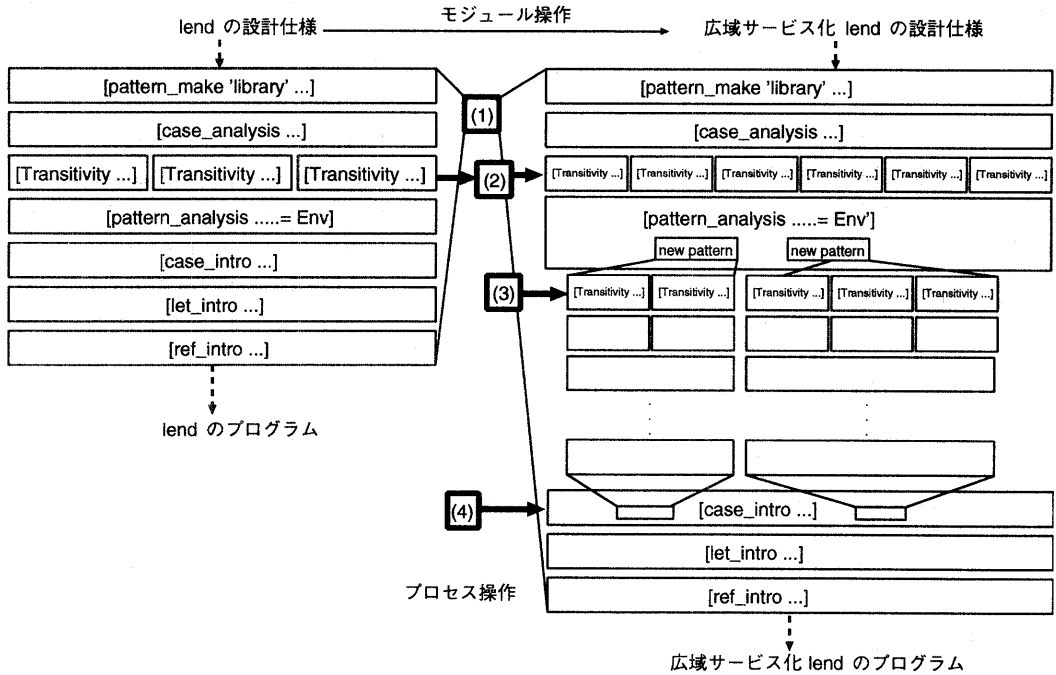 モジュール操作
lend の設計仕様
広域サービス化 lend の設計仕様
[pattern_make 'library' ...]
[case_analysis ...]
[Transitivity ...] [Transitivity ...] [Transitivity ...]
[pattern_analysis .....= Env]
[case_intro ...]
[let_intro ...]
[ref_intro ...]
lend のプログラム
(1)
(2)
(3)
(4)
プロセス操作
[pattern_make 'library' ...]
[case_analysis ...]
[Transitivity ...] [Transitivity ...] [Transitivity ...] [Transitivity ...] [Transitivity ...] [Transitivity ...]
[pattern_analysis .....= Env']
new pattern new pattern
[Transitivity ...] [Transitivity ...] [Transitivity ...] [Transitivity ...] [Transitivity ...]
[case_intro ...]
[let_intro ...]
[ref_intro ...]
広域サービス化 lend のプログラム